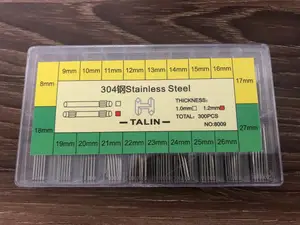 9mm 10mm 11mm 12mm 13mm 14mm 15mm 16mm
8mm
17mm
304钢Stainless Steel
THICKNESS:
1.0mm 1.2mm
TOTAL: 300PCS
NO:6009
—TALIN—
18mm
27mm
19mm 20mm 21mm 22mm 23mm 24mm 25mm 26mm